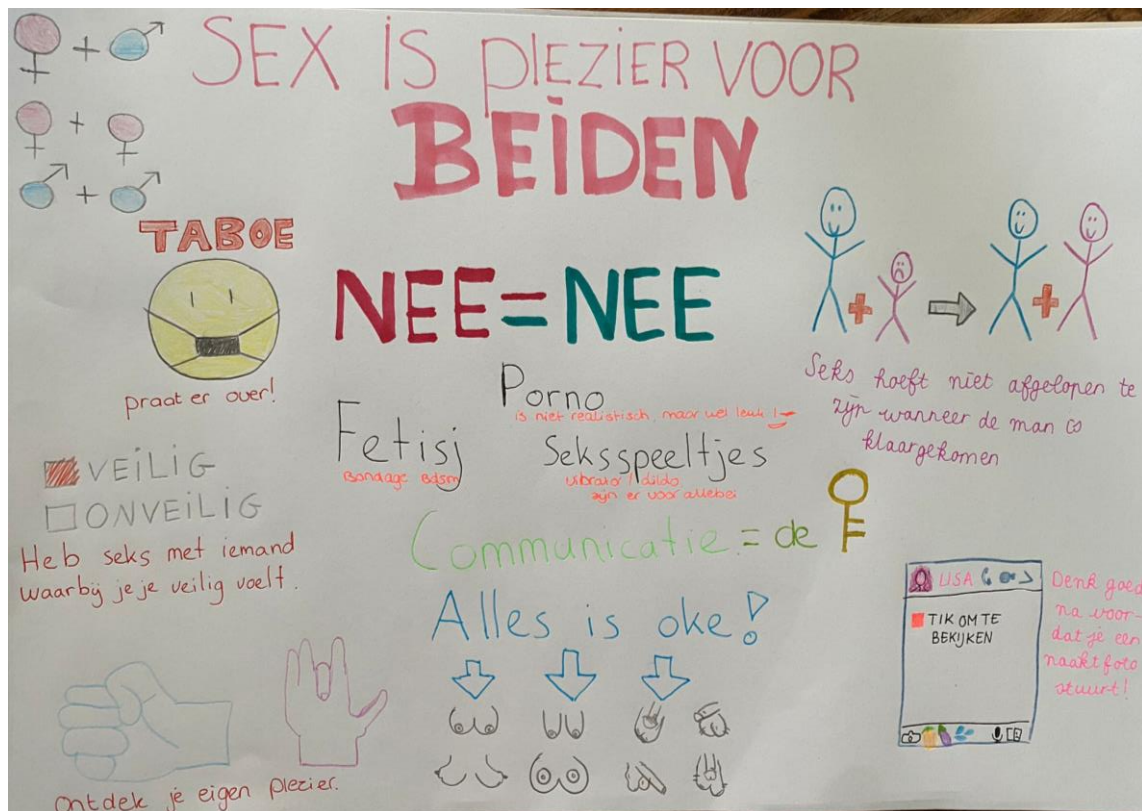 SEX IS PLEZIER VOOR
BEIDEN
TABOE
praat er over!
NEE=NEE
Porno
is niet realistisch, maar wel leuk!
Fetisj
Bondage Bdsm
Seksspeeltjes
vibrator / dildo
zijn er voor allebei
Seks hoeft niet afgelopen te
zijn wanneer de man is
klaargekomen
VEILIG
ONVEILIG
Heb seks met iemand
waarbij je je veilig voelt.
Communicatie = de
Alles is oke!
LISA
TIK OM TE
BEKIJKEN
Denk goed
na voor-
dat je een
naaktfoto
stuurt!
Ontdek je eigen plezier.